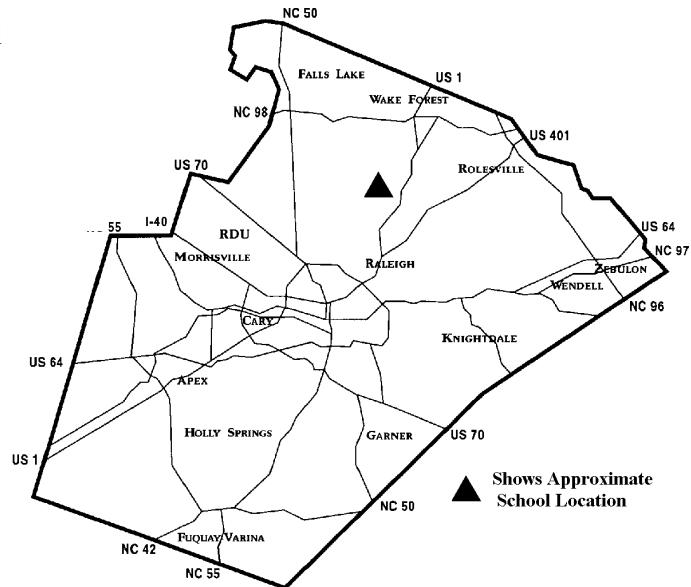 NC 50
FALLS LAKE
US 1
WAKE FOREST
NC 98
US 401
US 70
ROLESVILLE
55
I-40
RDU
MORRISVILLE
RALEIGH
US 64
NC 97
ZEBULON
WENDELL
NC 96
CARY
KNIGHTDALE
US 64
APEX
HOLLY SPRINGS
GARNER
US 70
US 1
Shows Approximate
School Location
NC 50
FUQUAY VARINA
NC 42
NC 55